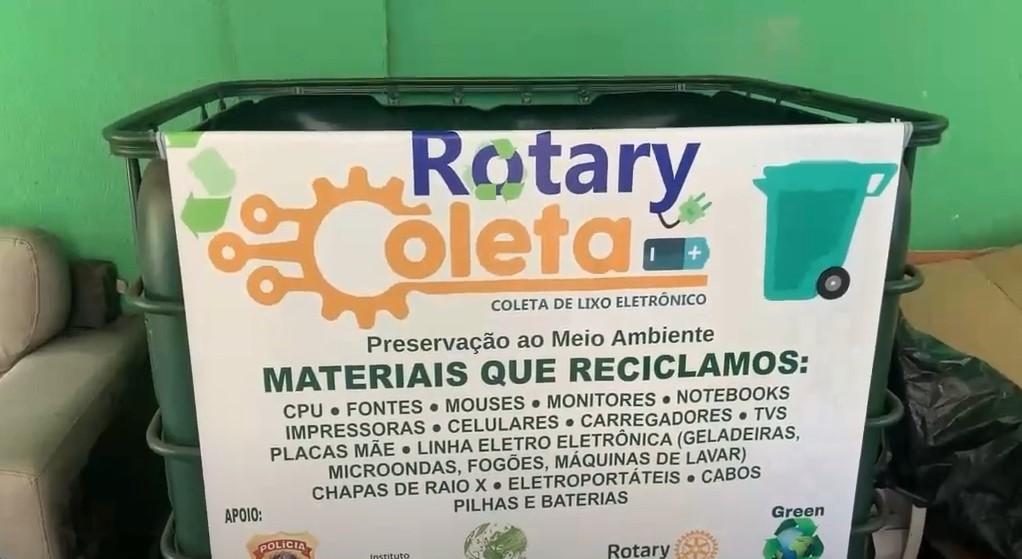 Rotary
Coleta
COLETA DE LIXO ELETRÔNICO
Preservação ao Meio Ambiente
MATERIAIS QUE RECICLAMOS:
CPU • FONTES • MOUSES • MONITORES • NOTEBOOKS
IMPRESSORAS • CELULARES • CARREGADORES • TVS
PLACAS MÃE • LINHA ELETRO ELETRÔNICA (GELADEIRAS,
MICROONDAS, FOGÕES, MÁQUINAS DE LAVAR)
CHAPAS DE RAIO X • ELETROPORTÁTEIS • CABOS
PILHAS E BATERIAS
APOIO:
POLÍCIA
Instituto
Rotary
Green